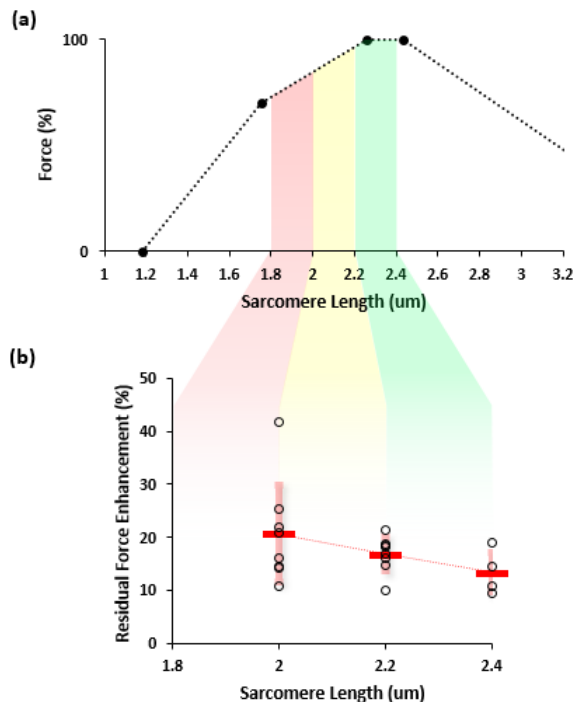 (a)
100
Force (%)
0
1 1.2 1.4 1.6 1.8 2 2.2 2.4 2.6 2.8 3 3.2
Sarcomere Length (um)
(b)
50
40
30
20
10
0
Residual Force Enhancement (%)
1.8 2 2.2 2.4
Sarcomere Length (um)